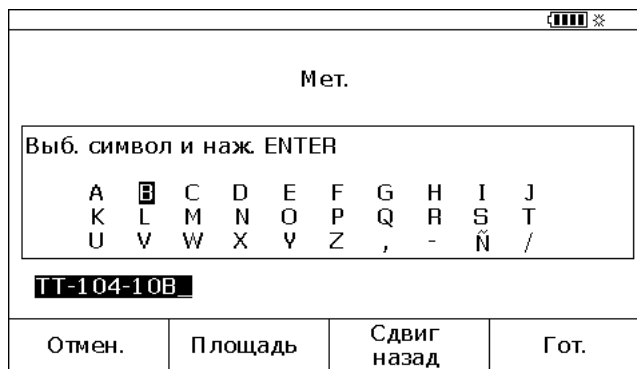 Мет.
Выб. символ и наж. ENTER
A B C D E F G H I J
K L M N O P Q R S T
U V W X Y Z , - Ñ /
TT-104-10B_
Отмен. Площадь Сдвиг назад Гот.